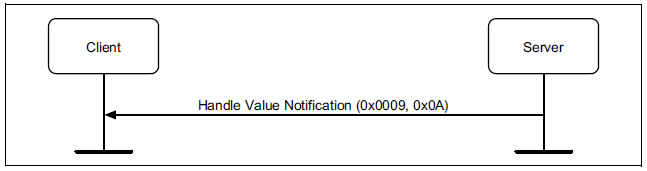 Client
Server
Handle Value Notification (0x0009, 0x0A)